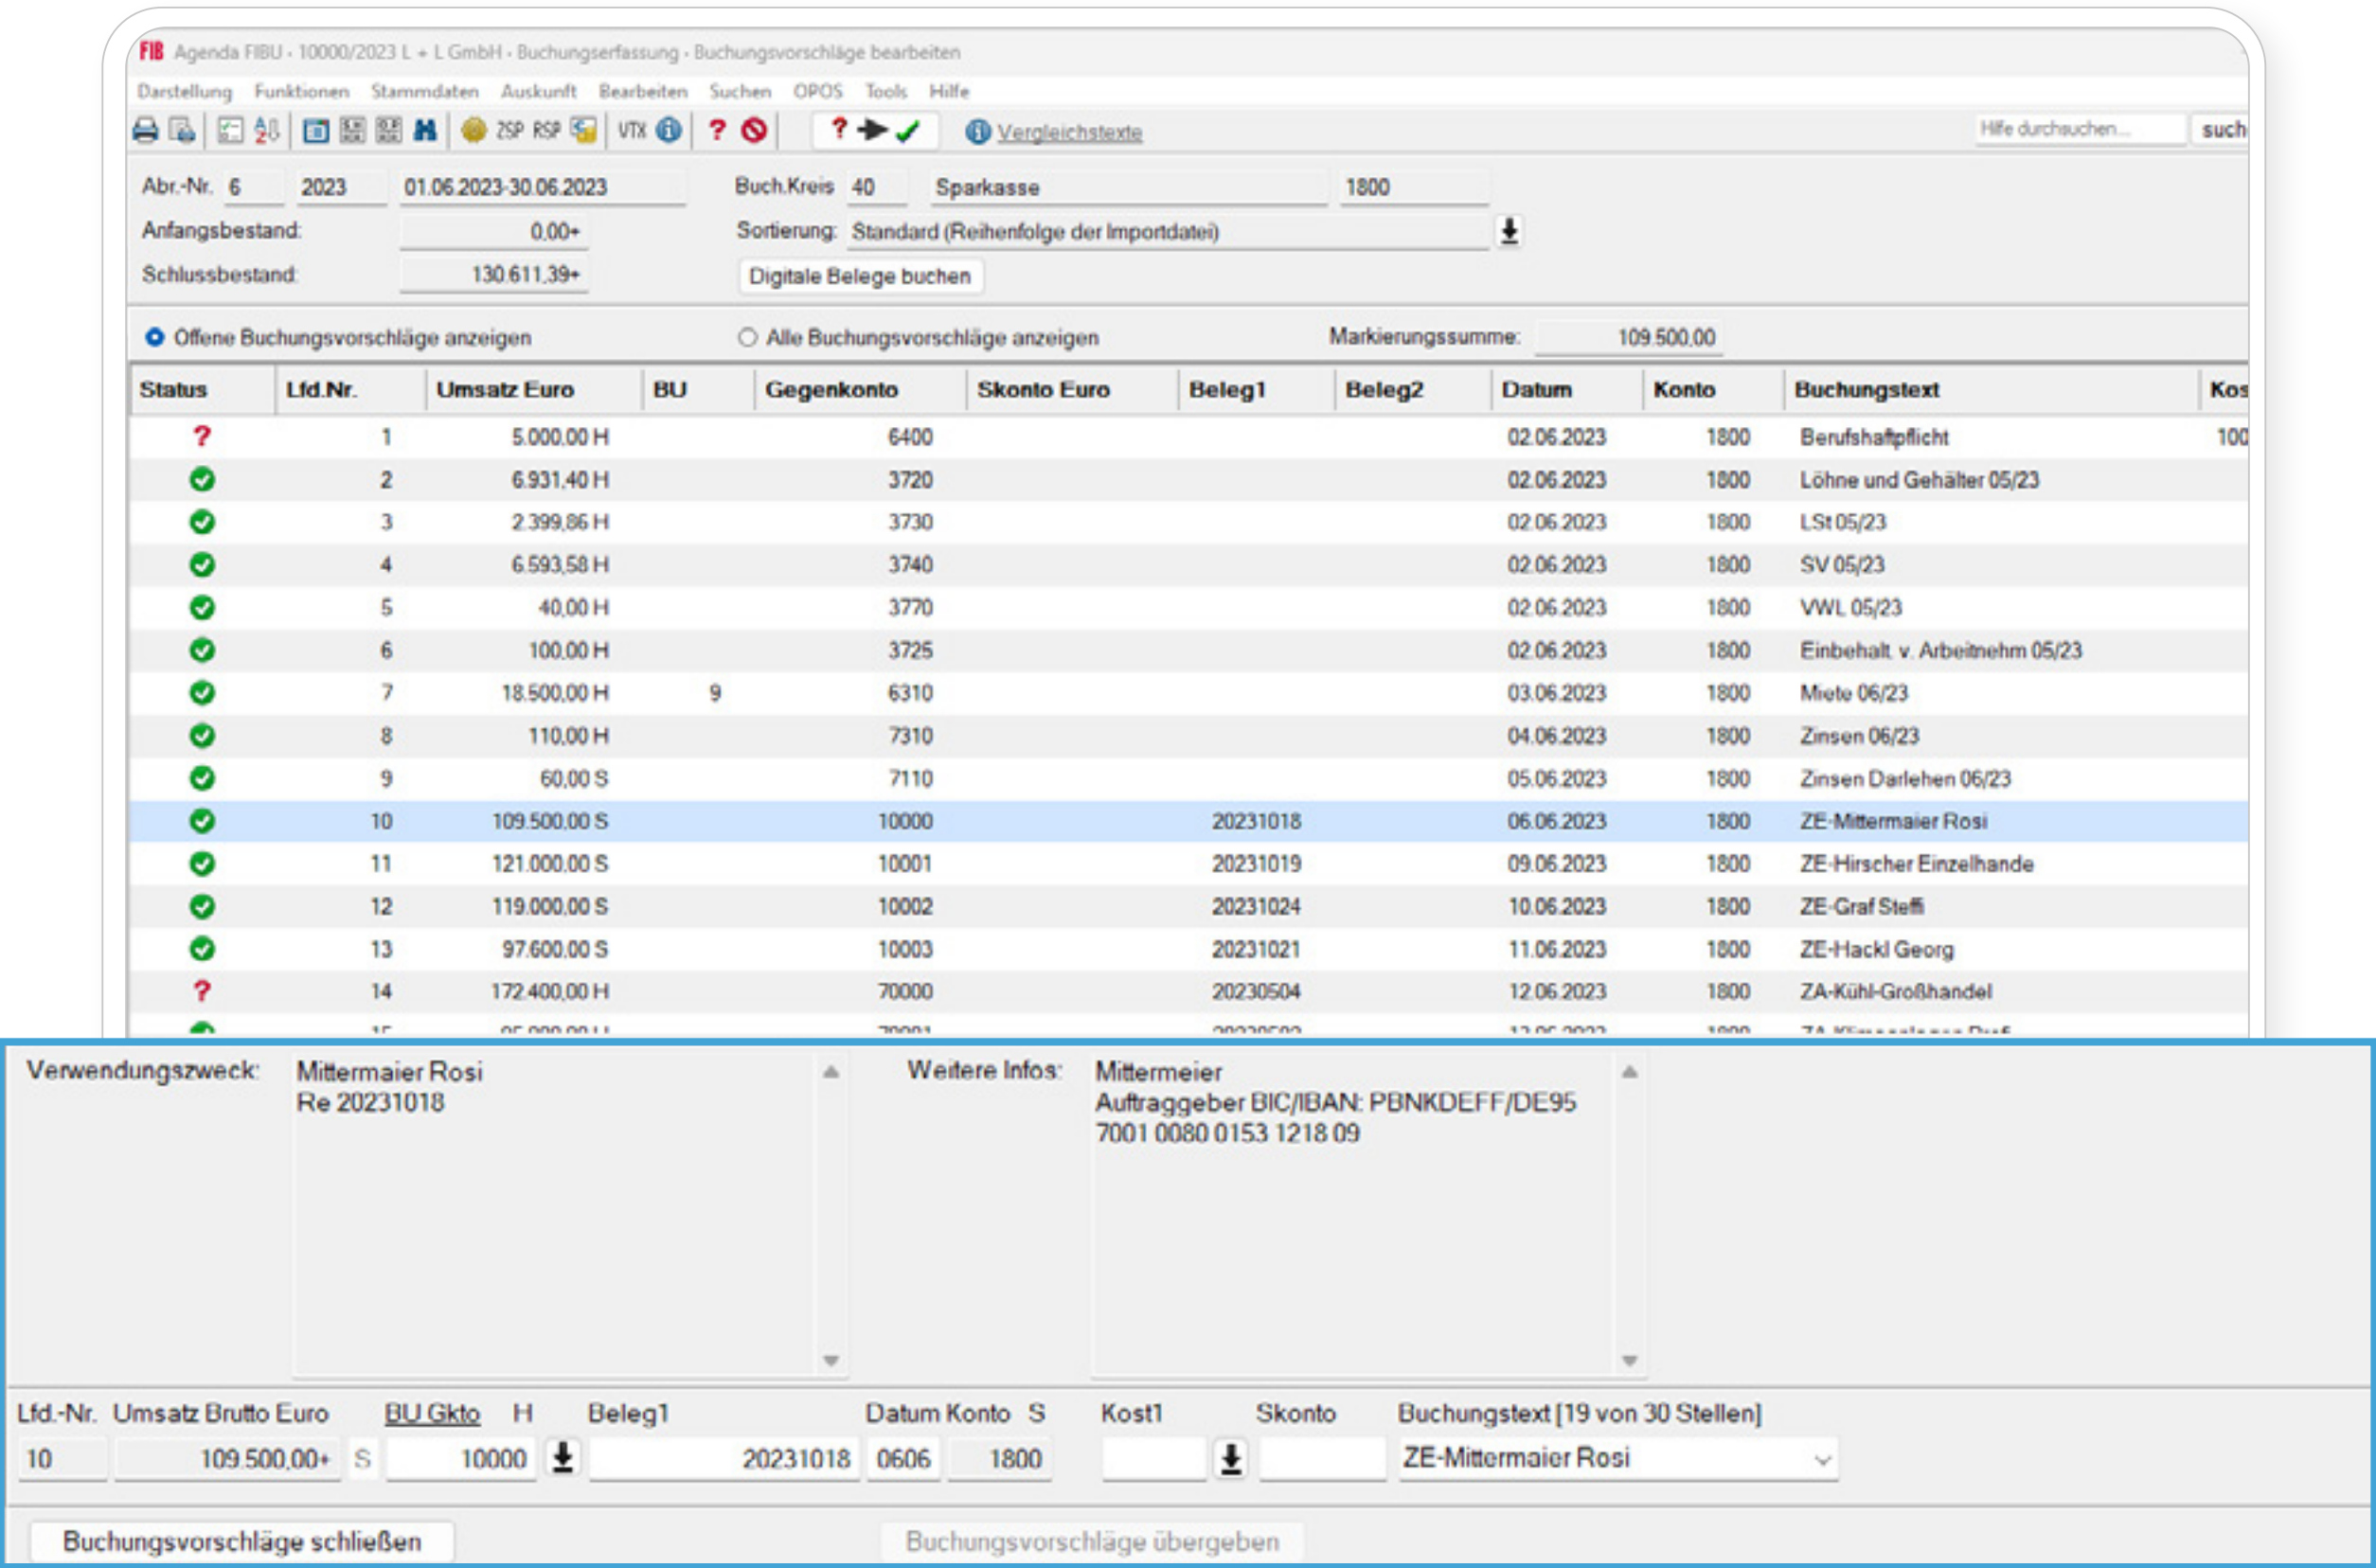 FIB Agenda FIBU · 10000/2023 L + L GmbH · Buchungserfassung · Buchungsvorschläge bearbeiten
Darstellung Funktionen Stammdaten Auskunft Bearbeiten Suchen OPOS Tools Hilfe
ZSP RSP VTX ? ? Vergleichstexte Hilfe durchsuchen... such
Abr.-Nr. 6 2023 01.06.2023-30.06.2023 Buch.Kreis 40 Sparkasse 1800
Anfangsbestand: 0,00+ Sortierung: Standard (Reihenfolge der Importdatei)
Schlussbestand: 130.611,39+ Digitale Belege buchen
Offene Buchungsvorschläge anzeigen Alle Buchungsvorschläge anzeigen Markierungssumme: 109.500,00
Status Lfd.Nr. Umsatz Euro BU Gegenkonto Skonto Euro Beleg1 Beleg2 Datum Konto Buchungstext Kos
? 1 5.000,00 H 6400 02.06.2023 1800 Berufshaftpflicht 100
2 6.931,40 H 3720 02.06.2023 1800 Löhne und Gehälter 05/23
3 2.399,86 H 3730 02.06.2023 1800 LSt 05/23
4 6.593,58 H 3740 02.06.2023 1800 SV 05/23
5 40,00 H 3770 02.06.2023 1800 VWL 05/23
6 100,00 H 3725 02.06.2023 1800 Einbehalt. v. Arbeitnehm 05/23
7 18.500,00 H 9 6310 03.06.2023 1800 Miete 06/23
8 110,00 H 7310 04.06.2023 1800 Zinsen 06/23
9 60,00 S 7110 05.06.2023 1800 Zinsen Darlehen 06/23
10 109.500,00 S 10000 20231018 06.06.2023 1800 ZE-Mittermaier Rosi
11 121.000,00 S 10001 20231019 09.06.2023 1800 ZE-Hirscher Einzelhande
12 119.000,00 S 10002 20231024 10.06.2023 1800 ZE-Graf Steffi
13 97.600,00 S 10003 20231021 11.06.2023 1800 ZE-Hackl Georg
? 14 172.400,00 H 70000 20230504 12.06.2023 1800 ZA-Kühl-Großhandel
Verwendungszweck: Mittermaier Rosi Weitere Infos: Mittermeier
Re 20231018 Auftraggeber BIC/IBAN: PBNKDEFF/DE95
7001 0080 0153 1218 09
Lfd.-Nr. Umsatz Brutto Euro BU Gkto H Beleg1 Datum Konto S Kost1 Skonto Buchungstext [19 von 30 Stellen]
10 109.500,00+ S 10000 20231018 0606 1800 ZE-Mittermaier Rosi
Buchungsvorschläge schließen Buchungsvorschläge übergeben